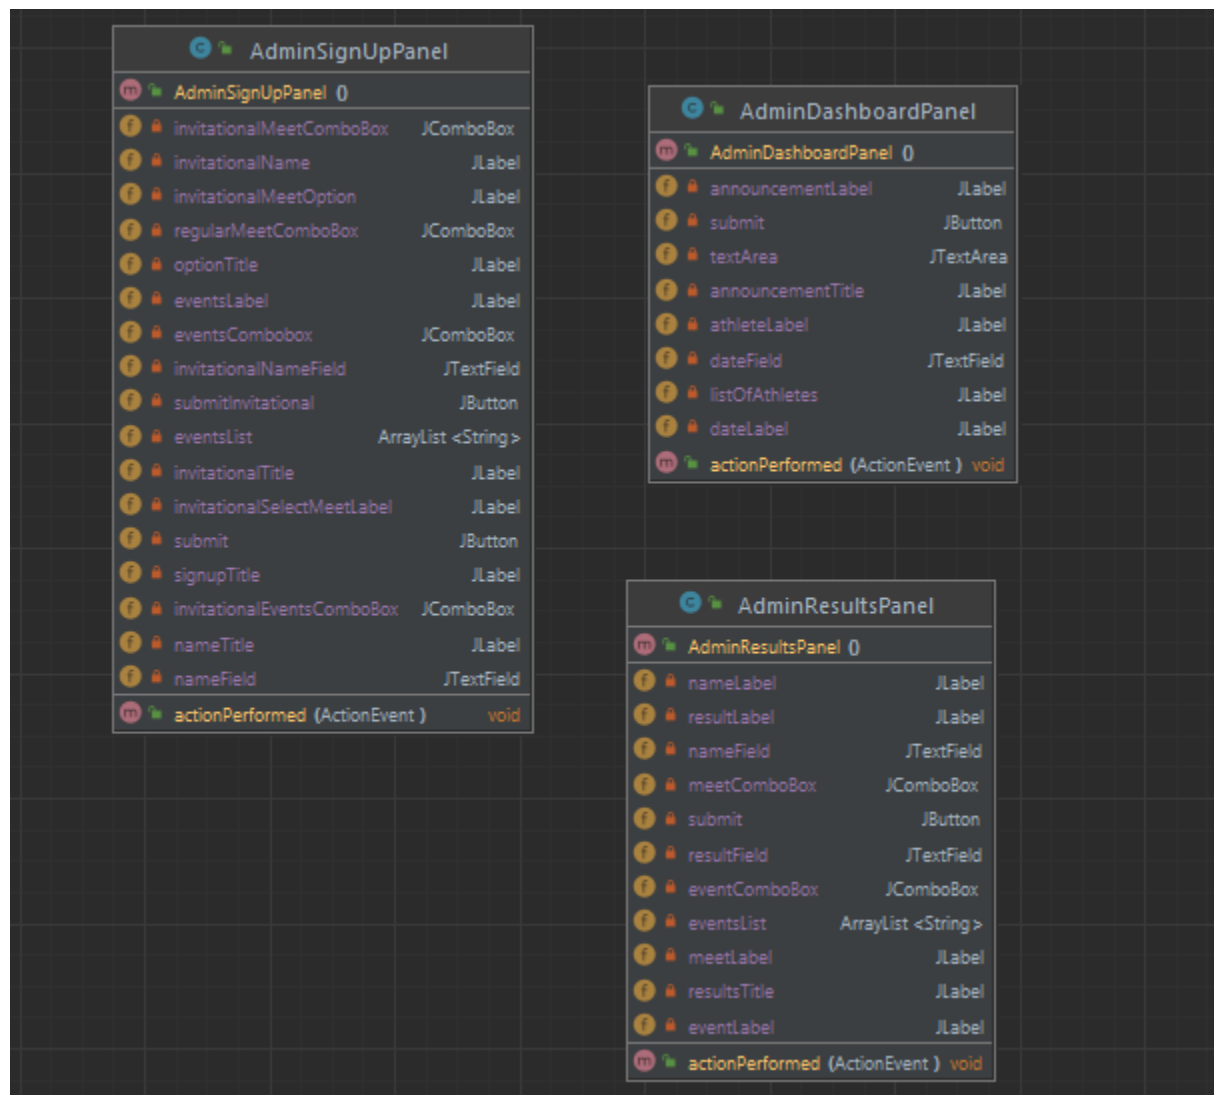 AdminSignUpPanel
AdminSignUpPanel ()
invitationalMeetComboBox JComboBox
invitationalName JLabel
invitationalMeetOption JLabel
regularMeetComboBox JComboBox
optionTitle JLabel
eventsLabel JLabel
eventsCombobox JComboBox
invitationalNameField JTextField
submitInvitational JButton
eventsList ArrayList <String>
invitationalTitle JLabel
invitationalSelectMeetLabel JLabel
submit JButton
signupTitle JLabel
invitationalEventsComboBox JComboBox
nameTitle JLabel
nameField JTextField
actionPerformed (ActionEvent ) void
AdminDashboardPanel
AdminDashboardPanel ()
announcementLabel JLabel
submit JButton
textArea JTextArea
announcementTitle JLabel
athleteLabel JLabel
dateField JTextField
listOfAthletes JLabel
dateLabel JLabel
actionPerformed (ActionEvent ) void
AdminResultsPanel
AdminResultsPanel ()
nameLabel JLabel
resultLabel JLabel
nameField JTextField
meetComboBox JComboBox
submit JButton
resultField JTextField
eventComboBox JComboBox
eventsList ArrayList <String>
meetLabel JLabel
resultsTitle JLabel
eventLabel JLabel
actionPerformed (ActionEvent ) void